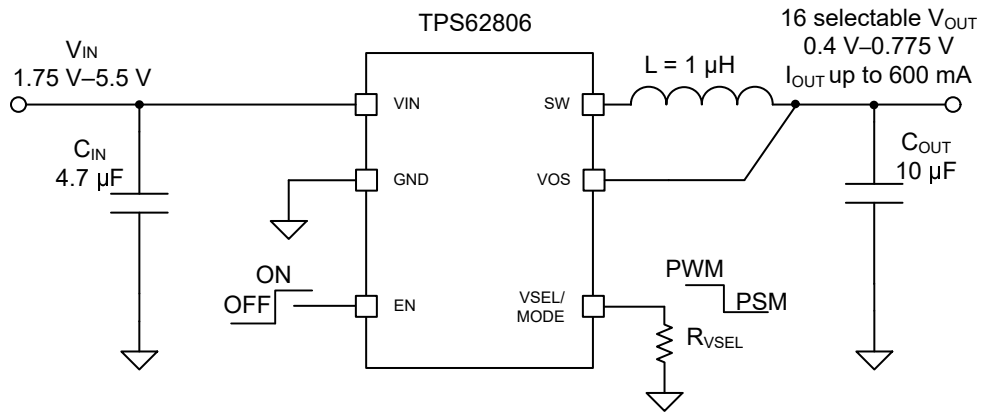 TPS62806
VIN
1.75 V–5.5 V
16 selectable VOUT
0.4 V–0.775 V
IOUT up to 600 mA
L = 1 µH
VIN
SW
CIN
4.7 µF
COUT
10 µF
GND
VOS
ON
OFF
EN
VSEL/
MODE
PWM
PSM
RVSEL